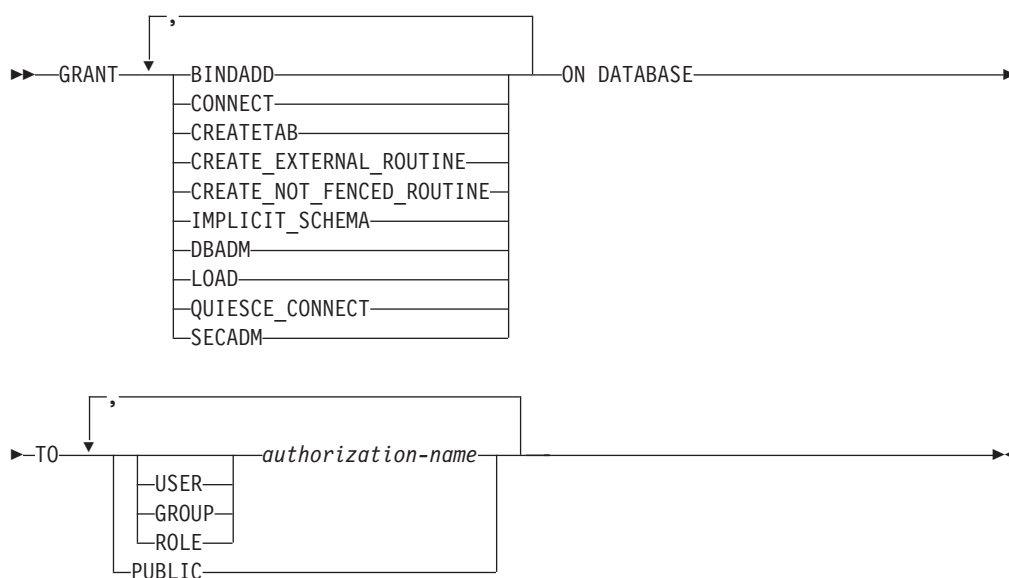 ,
GRANT BINDADD ON DATABASE
CONNECT
CREATETAB
CREATE_EXTERNAL_ROUTINE
CREATE_NOT_FENCED_ROUTINE
IMPLICIT_SCHEMA
DBADM
LOAD
QUIESCE_CONNECT
SECADM
,
TO authorization-name
USER
GROUP
ROLE
PUBLIC